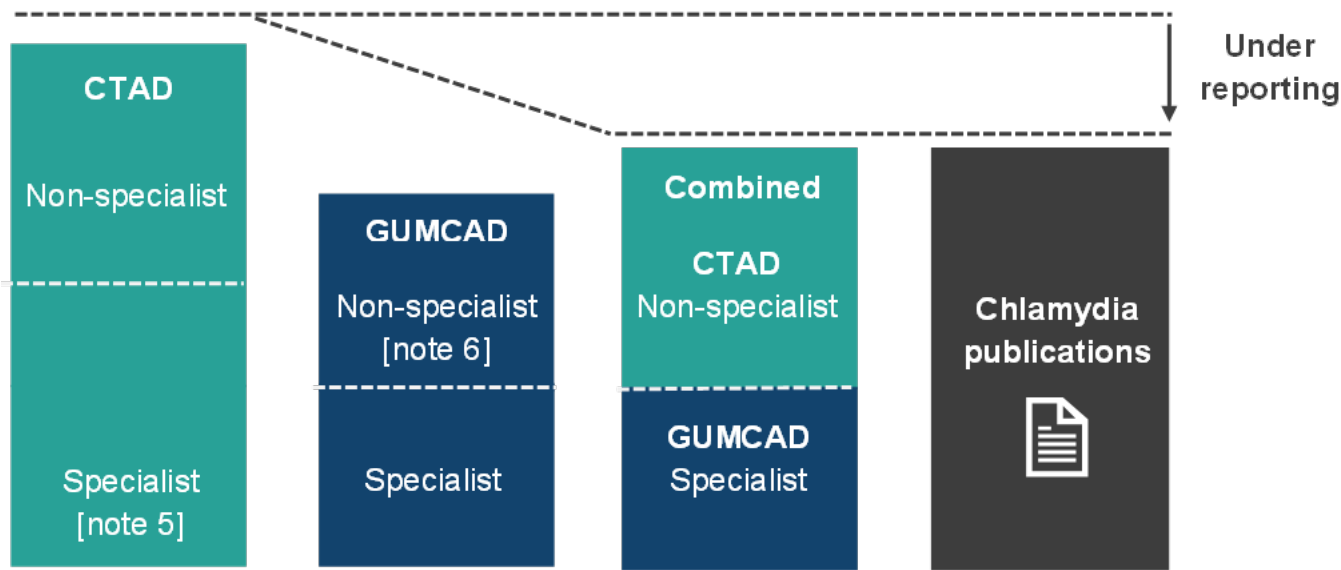 CTAD
Non-specialist
Specialist
[note 5]
GUMCAD
Non-specialist
[note 6]
Specialist
Combined
CTAD
Non-specialist
GUMCAD
Specialist
Chlamydia
publications
Under
reporting